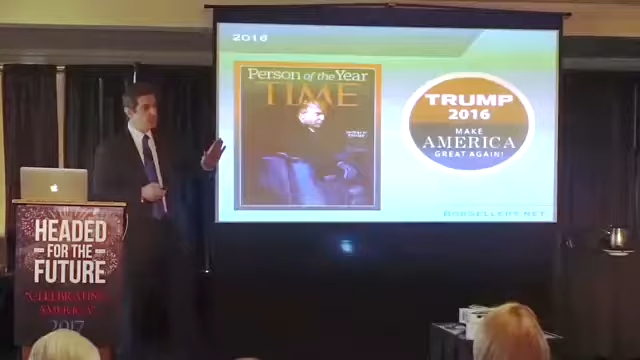 2016
Person of the Year
TIME
TRUMP
2016
MAKE
AMERICA
GREAT AGAIN!
BOBSELLERY.NET
HEADED
FOR THE
FUTURE
CELEBRATING
AMERICA
2017